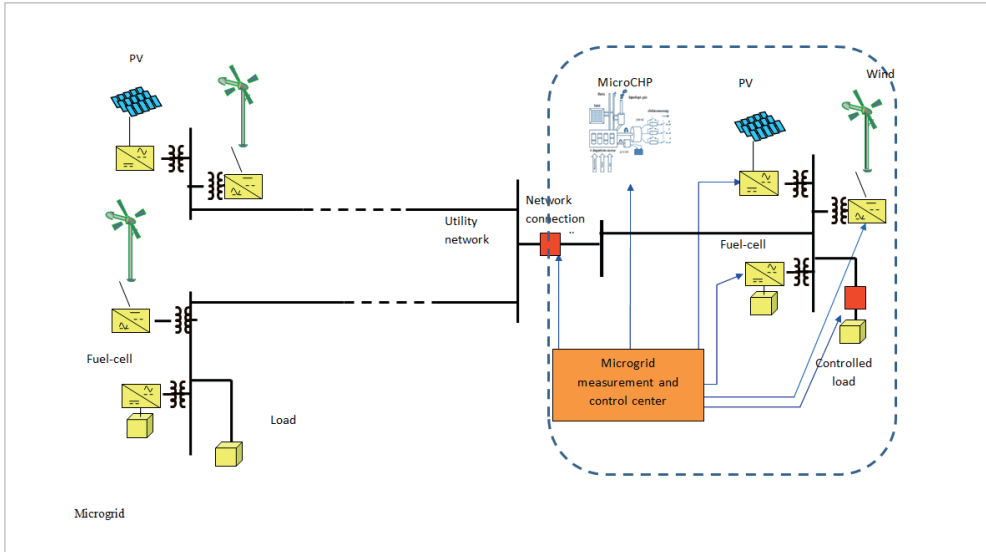 PV
Wind
MicroCHP
PV
Utility
network
Network
connection
Fuel-cell
Fuel-cell
Microgrid
measurement and
control center
Controlled
load
Load
Microgrid